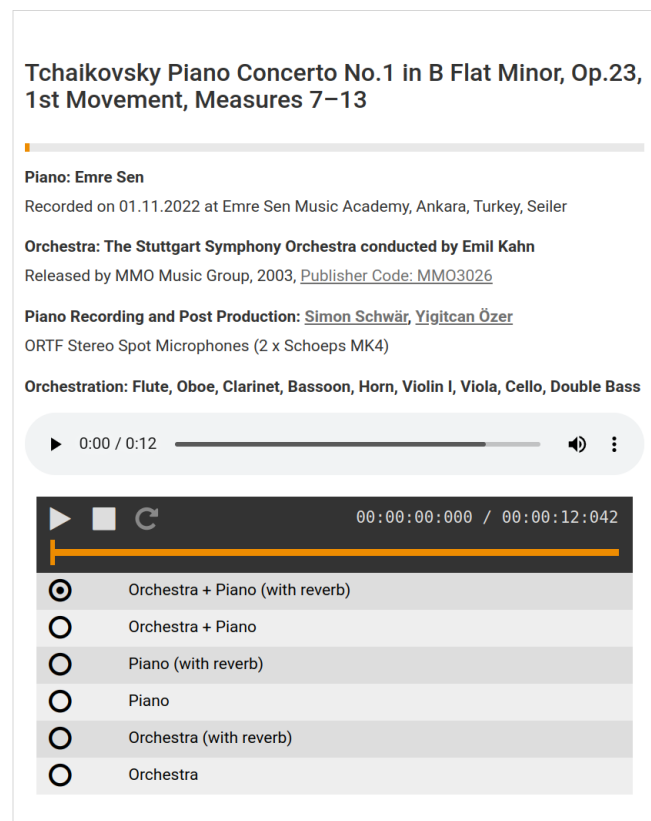 Tchaikovsky Piano Concerto No.1 in B Flat Minor, Op.23,
1st Movement, Measures 7–13
Piano: Emre Sen
Recorded on 01.11.2022 at Emre Sen Music Academy, Ankara, Turkey, Seiler
Orchestra: The Stuttgart Symphony Orchestra conducted by Emil Kahn
Released by MMO Music Group, 2003, Publisher Code: MMO3026
Piano Recording and Post Production: Simon Schwär, Yigitcan Özer
ORTF Stereo Spot Microphones (2 x Schoeps MK4)
Orchestration: Flute, Oboe, Clarinet, Bassoon, Horn, Violin I, Viola, Cello, Double Bass
0:00 / 0:12
00:00:00:000 / 00:00:12:042
Orchestra + Piano (with reverb)
Orchestra + Piano
Piano (with reverb)
Piano
Orchestra (with reverb)
Orchestra